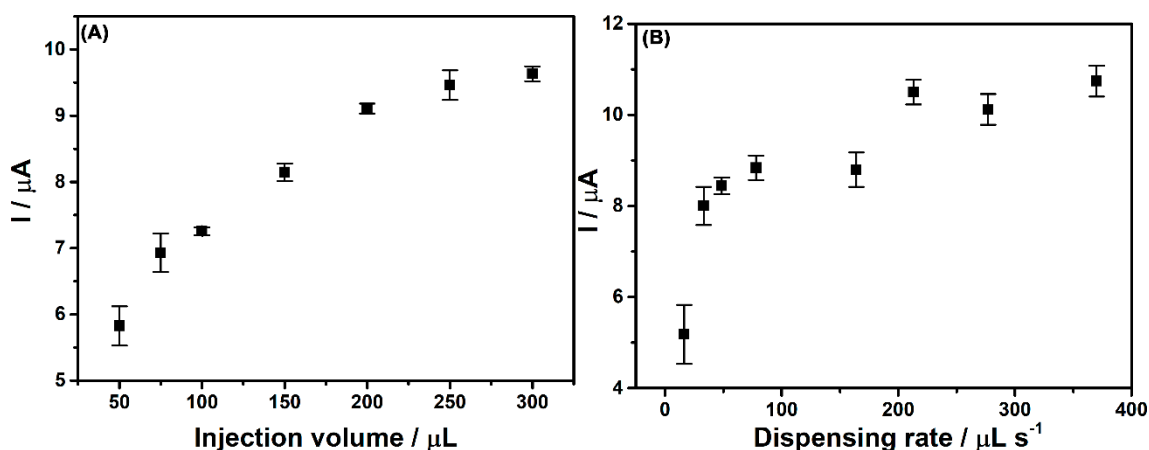 (A)
10
9
8
7
6
5
I / μA
50 100 150 200 250 300
Injection volume / μL
(B)
12
10
8
6
4
I / μA
0 100 200 300 400
Dispensing rate / μL s⁻¹